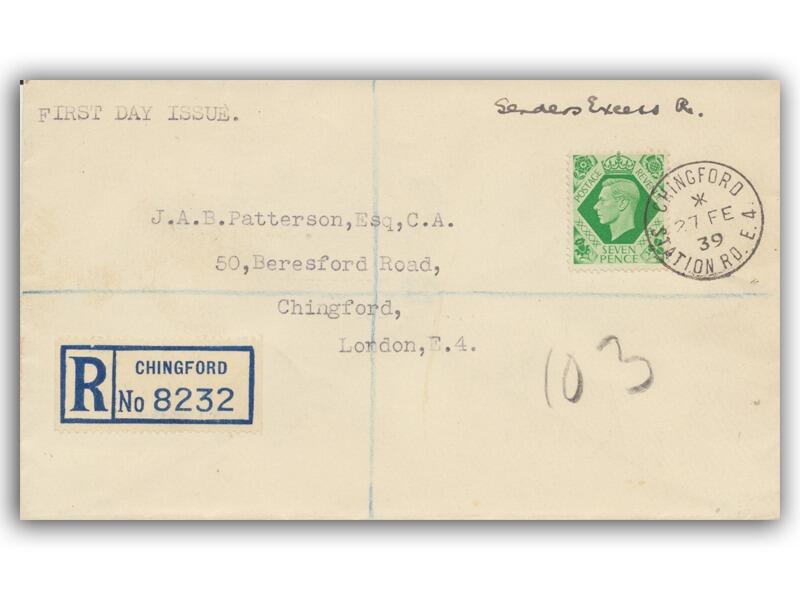 FIRST DAY ISSUE.
Senders Excess R.
POSTAGE REVENUE
SEVEN PENCE
CHINGFORD
*
27 FE
39
STATION RD. E.4.
J.A.B.Patterson,Esq,C.A.
50,Beresford Road,
Chingford,
London,E.4.
R CHINGFORD
No 8232
103